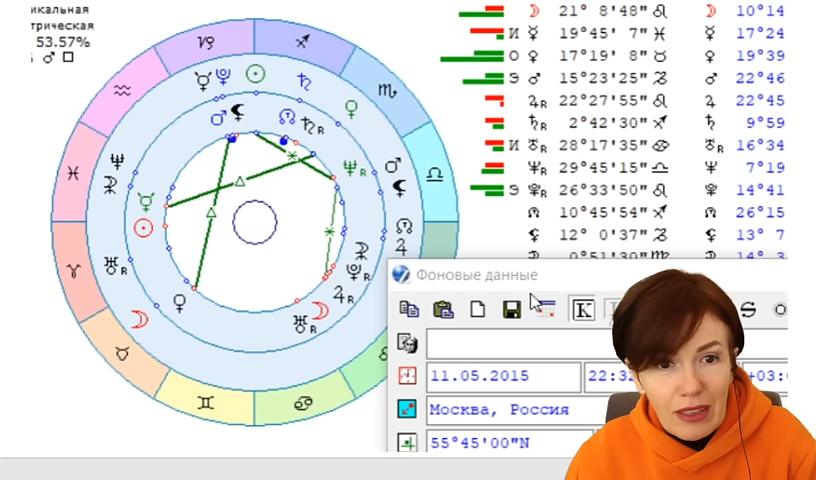 икальная
трическая
53.57%
21° 8'48" 10°14
И 19°45' 7" 17°24
О 17°19' 8" 19°39
Э 15°23'25 22°46
R 22°27'55" 22°45
R 2°42'30" 9°59
И R 28°17'35" 16°34
R 29°45'15" 7°19
Э R 26°33'50" 14°41
10°45'54" 26°15
12° 0'37" 13° 7
0°51'30"
Фоновые данные
К
11.05.2015
+03:0
Москва, Россия
55°45'00"N
R
R
R
R
R
R